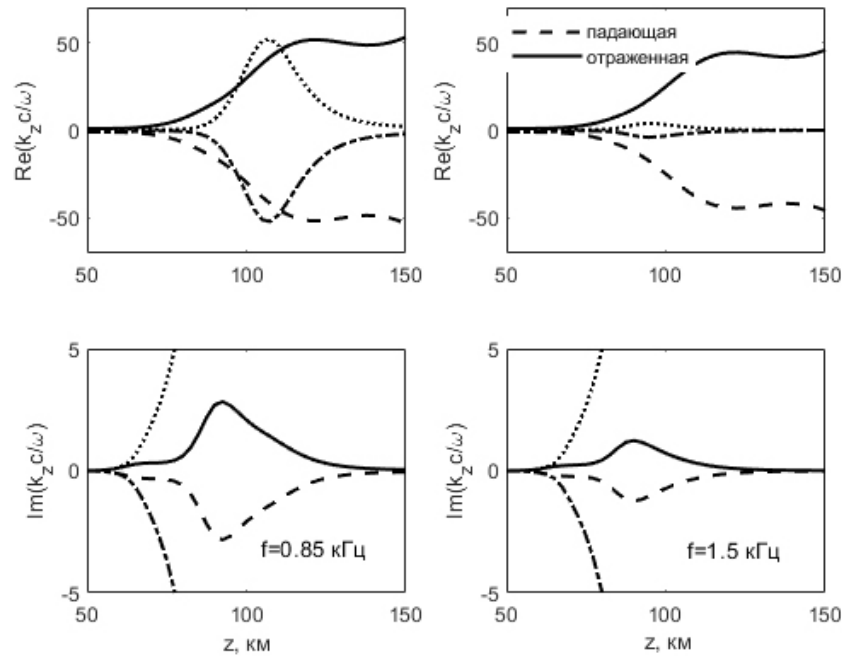 50
0
-50
Re(k_z c/ω)
50
100
150
50
0
-50
Re(k_z c/ω)
50
100
150
падающая
отраженная
5
0
-5
Im(k_z c/ω)
50
100
150
z, км
f=0.85 кГц
5
0
-5
Im(k_z c/ω)
50
100
150
z, км
f=1.5 кГц